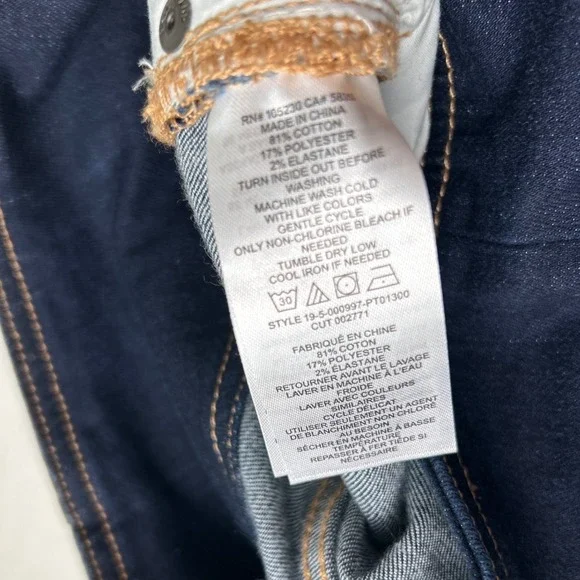 RN# 165230 CA#
MADE IN CHINA
81% COTTON
17% POLYESTER
2% ELASTANE
TURN INSIDE OUT BEFORE
WASHING
MACHINE WASH COLD
WITH LIKE COLORS
GENTLE CYCLE
ONLY NON-CHLORINE BLEACH IF
NEEDED
TUMBLE DRY LOW
COOL IRON IF NEEDED
30
STYLE 19-5-000997-PT01300
CUT 002771
FABRIQUÉ EN CHINE
81% COTON
17% POLYESTER
2% ÉLASTANE
RETOURNER AVANT LE LAVAGE
LAVER EN MACHINE À L'EAU
FROIDE
LAVER AVEC COULEURS
SIMILAIRES
CYCLE DÉLICAT
UTILISER SEULEMENT UN AGENT
DE BLANCHIMENT NON CHLORÉ
AU BESOIN
SÉCHER EN MACHINE À BASSE
TEMPÉRATURE
REPASSER À FER TIÈDE SI
NÉCESSAIRE